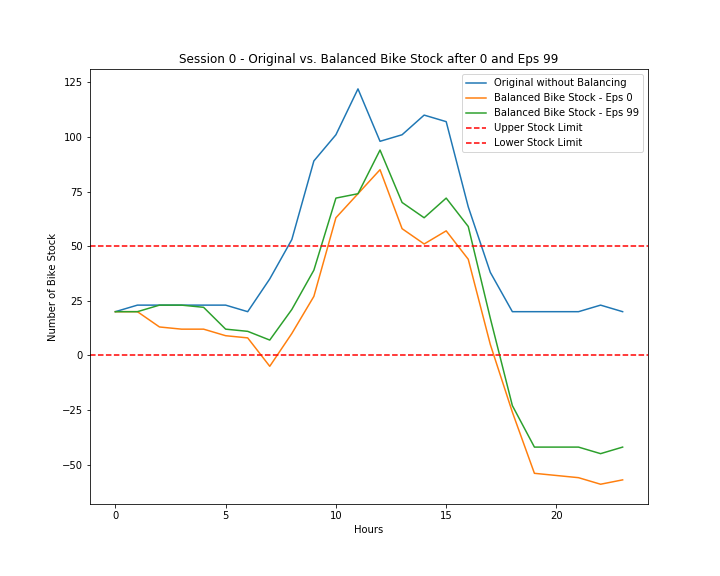 Session 0 - Original vs. Balanced Bike Stock after 0 and Eps 99
Original without Balancing
Balanced Bike Stock - Eps 0
Balanced Bike Stock - Eps 99
Upper Stock Limit
Lower Stock Limit
Number of Bike Stock
125
100
75
50
25
0
−25
−50
0 5 10 15 20
Hours